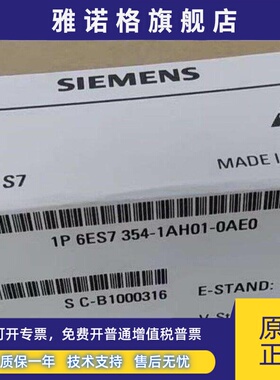 雅诺格旗舰店
SIEMENS
S7
MADE I
1P 6ES7 354-1AH01-0AE0
S C-B1000316
E-STAND:
可开专票、免费开普通增值税发票
质保一年 技术支持 售后无忧
原
正